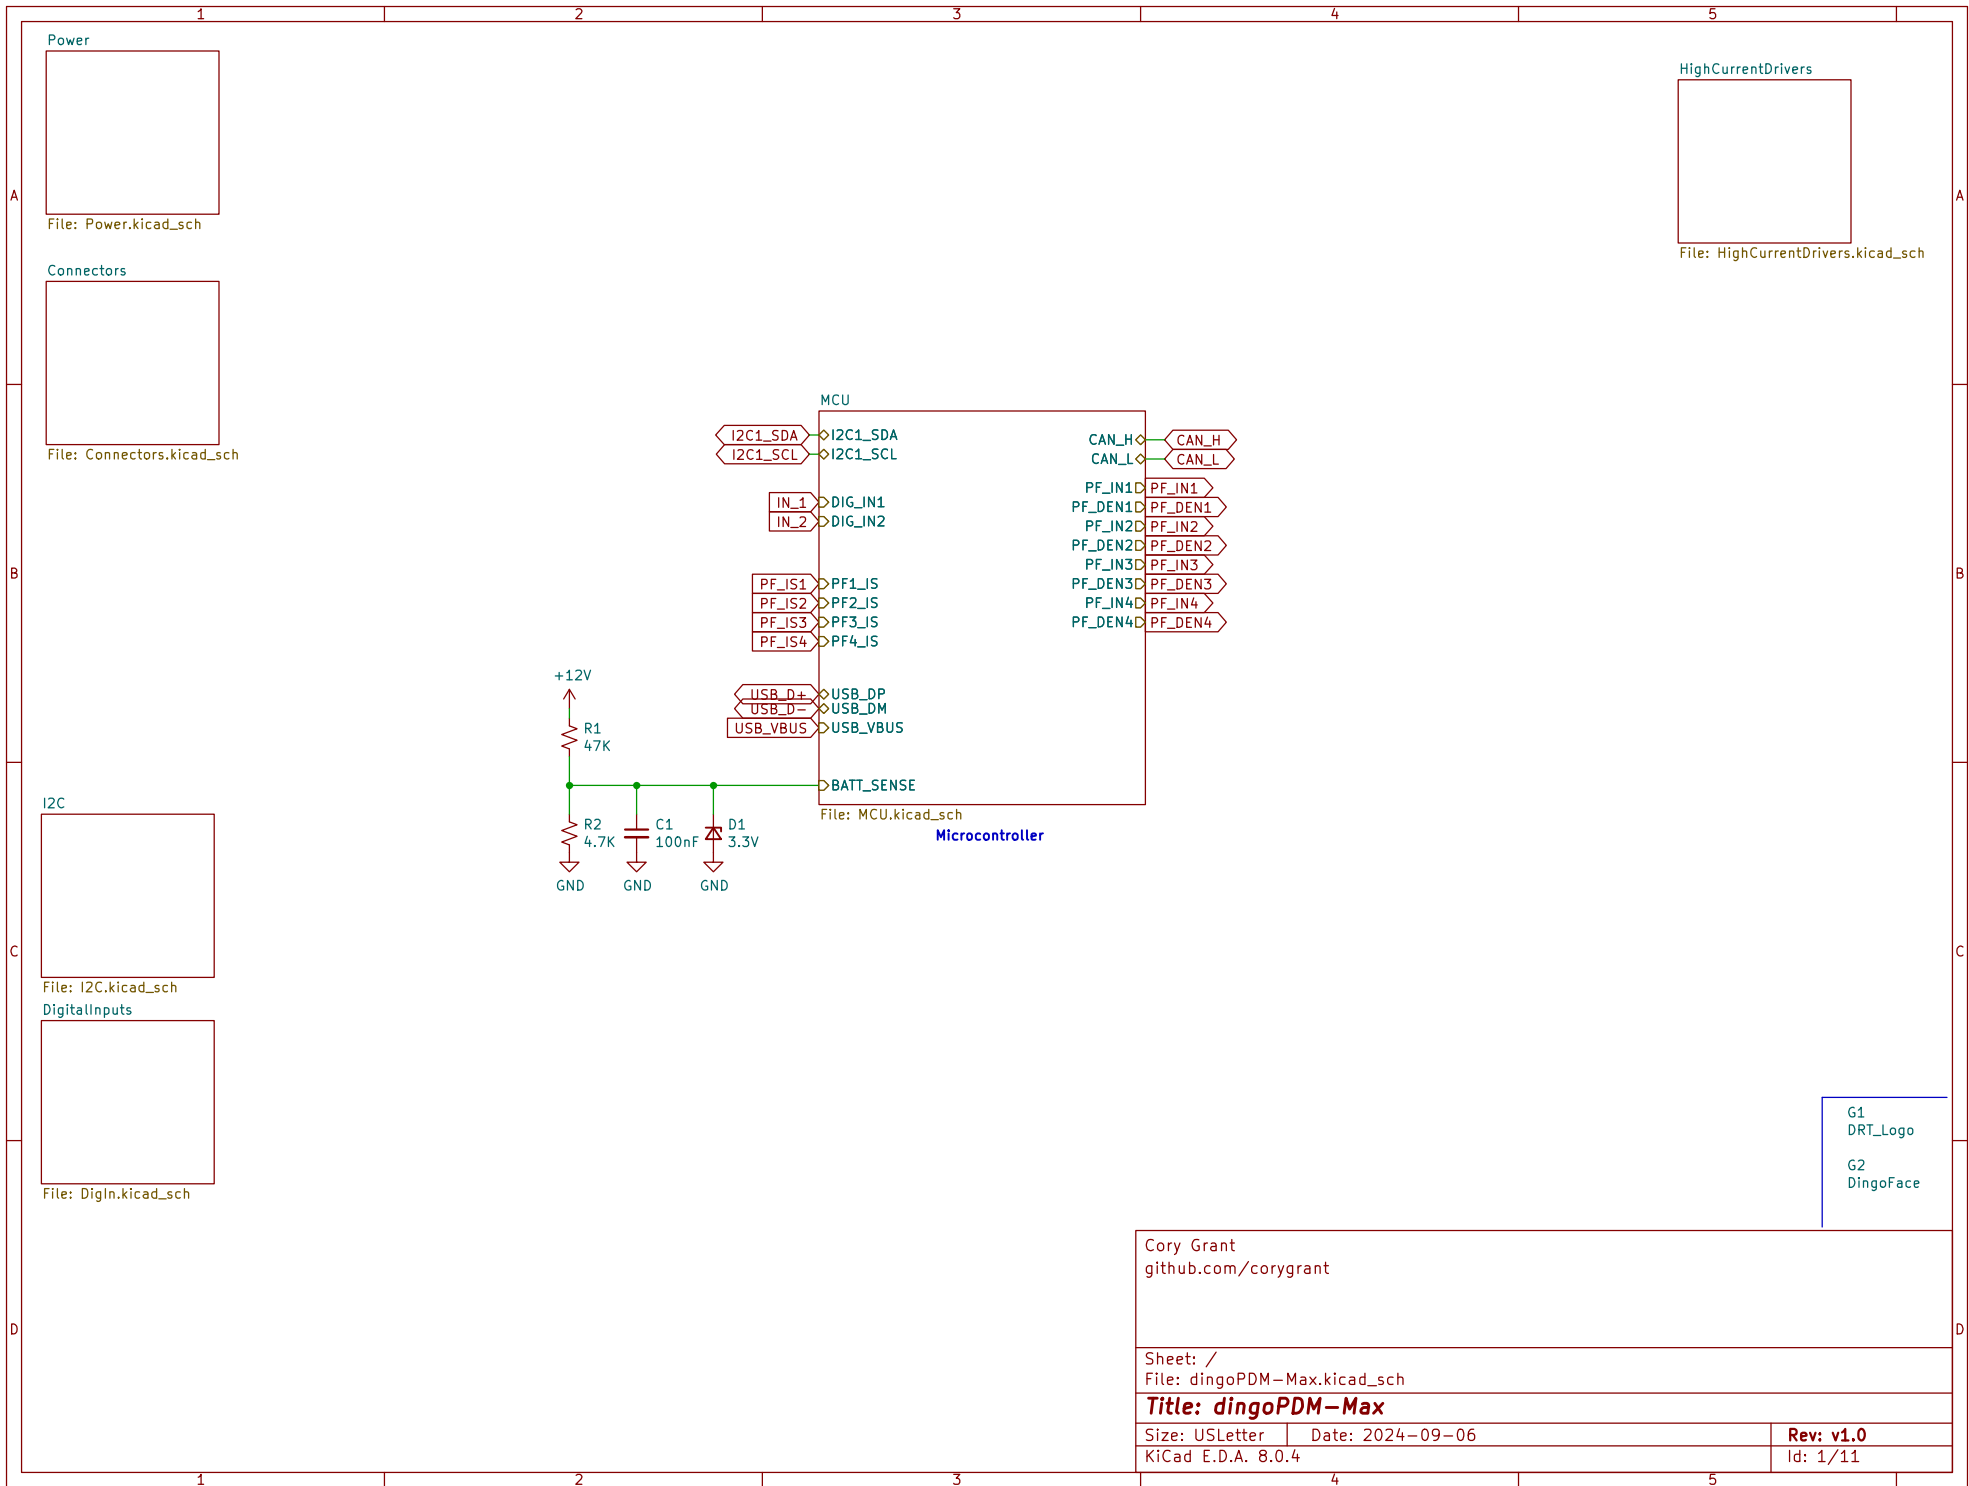 1 2 3 4 5
A
B
C
D
A
B
C
D
Power
File: Power.kicad_sch
Connectors
File: Connectors.kicad_sch
I2C
File: I2C.kicad_sch
DigitalInputs
File: DigIn.kicad_sch
HighCurrentDrivers
File: HighCurrentDrivers.kicad_sch
MCU
I2C1_SDA I2C1_SDA
I2C1_SCL I2C1_SCL
IN_1 DIG_IN1
IN_2 DIG_IN2
PF_IS1 PF1_IS
PF_IS2 PF2_IS
PF_IS3 PF3_IS
PF_IS4 PF4_IS
USB_D+ USB_DP
USB_D- USB_DM
USB_VBUS USB_VBUS
BATT_SENSE
CAN_H CAN_H
CAN_L CAN_L
PF_IN1 PF_IN1
PF_DEN1 PF_DEN1
PF_IN2 PF_IN2
PF_DEN2 PF_DEN2
PF_IN3 PF_IN3
PF_DEN3 PF_DEN3
PF_IN4 PF_IN4
PF_DEN4 PF_DEN4
File: MCU.kicad_sch
Microcontroller
+12V
R1
47K
R2
4.7K
GND
C1
100nF
GND
D1
3.3V
GND
G1
DRT_Logo
G2
DingoFace
Cory Grant
github.com/corygrant
Sheet: /
File: dingoPDM-Max.kicad_sch
Title: dingoPDM-Max
Size: USLetter Date: 2024-09-06 Rev: v1.0
KiCad E.D.A. 8.0.4 Id: 1/11
1 2 3 4 5